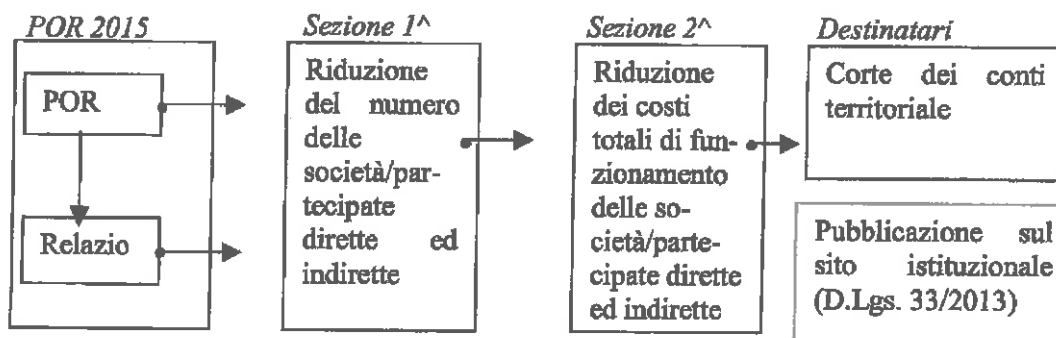 POR 2015
POR
Relazio
Sezione 1^
Riduzione
del numero
delle
società/par-
tecipate
dirette ed
indirette
Sezione 2^
Riduzione
dei costi
totali di fun-
zionamento
delle so-
cietà/parte-
cipate dirette
ed indirette
Destinatari
Corte dei conti
territoriale
Pubblicazione sul
sito istituzionale
(D.Lgs. 33/2013)